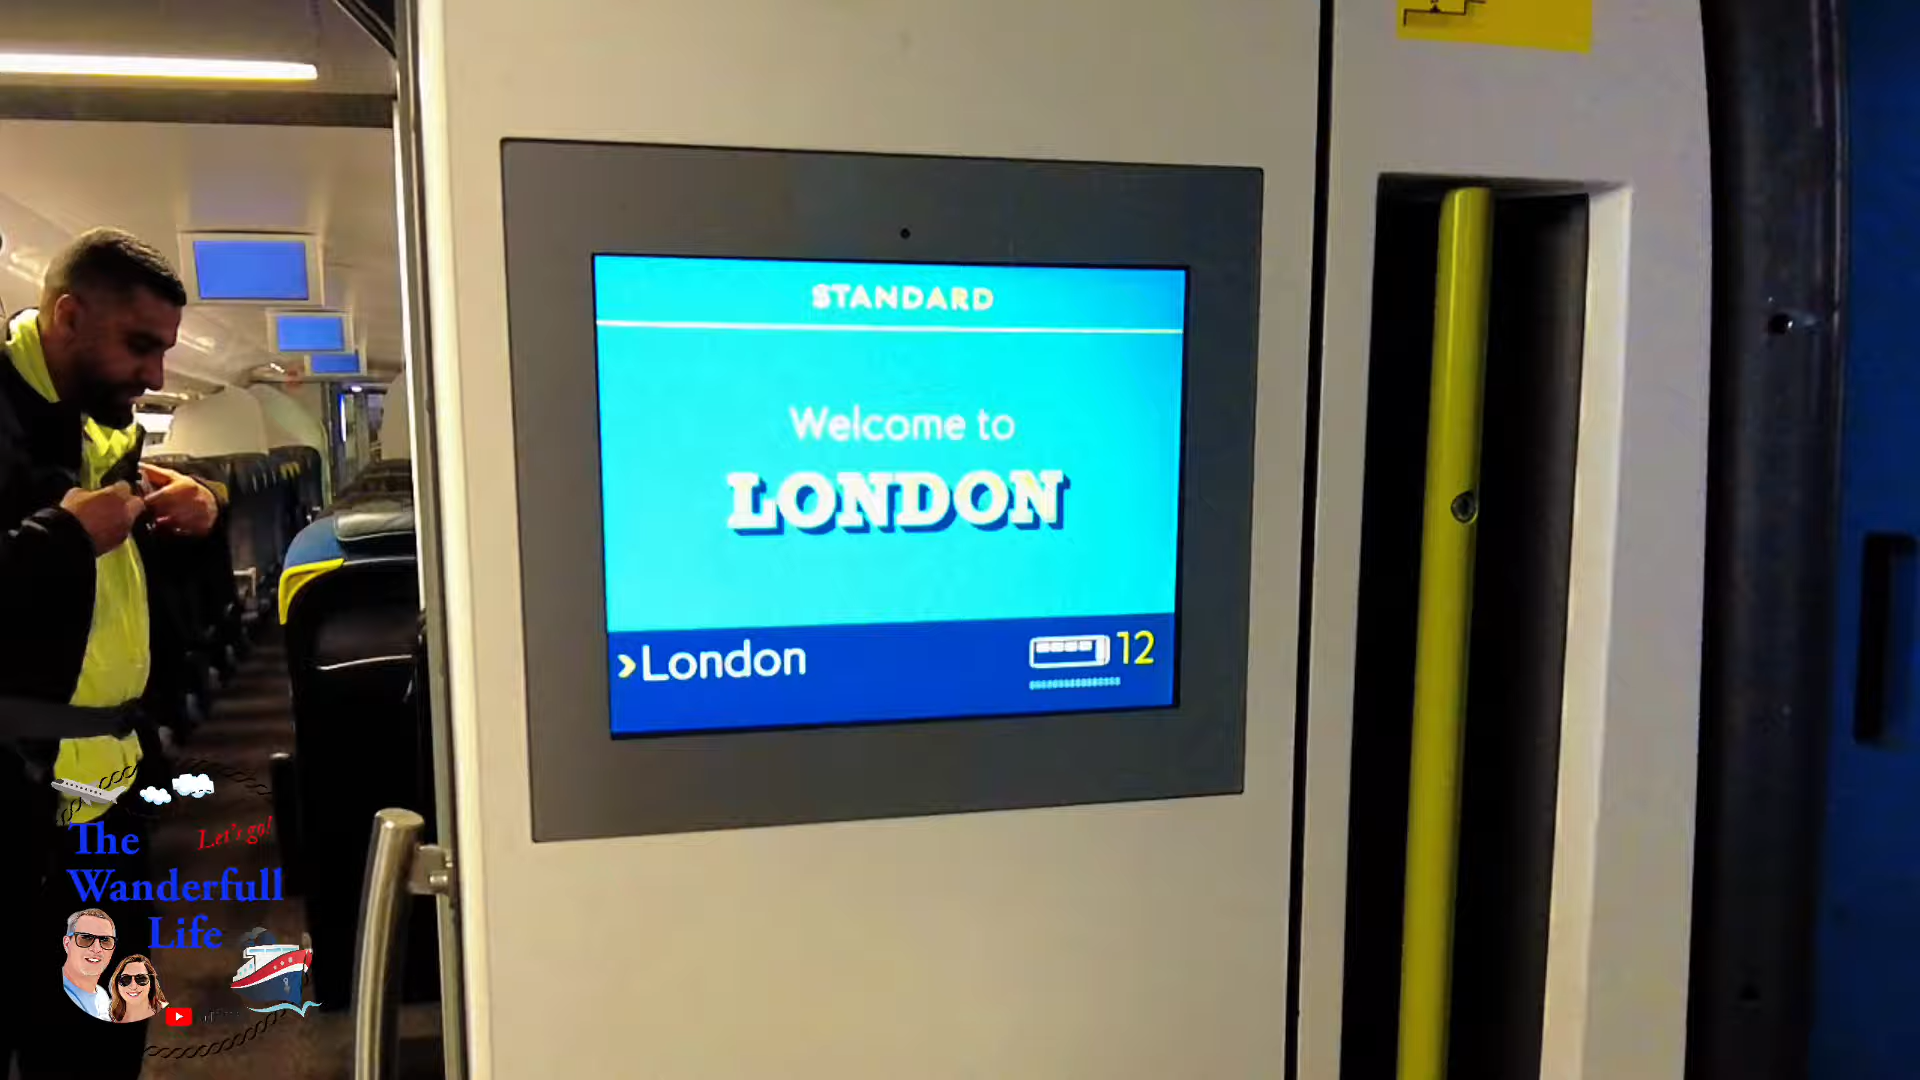 STANDARD
Welcome to
LONDON
›London
12
The
Let's go!
Wanderfull
Life